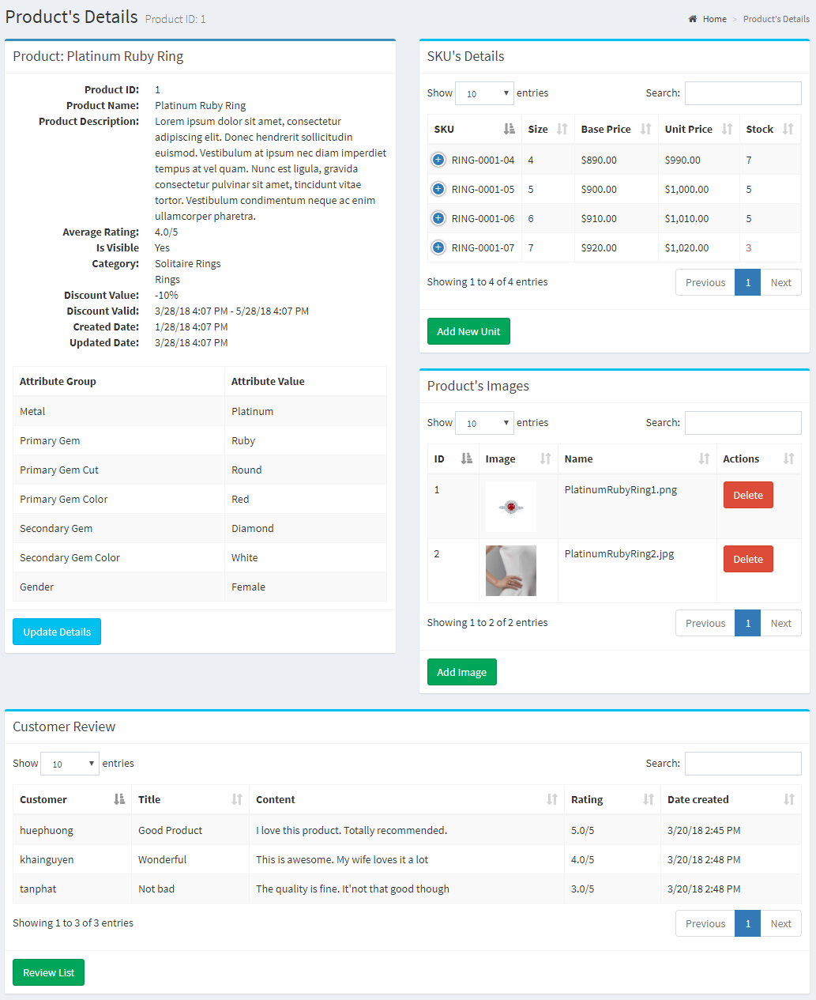 Product's Details Product ID: 1
Home > Product's Details
Product: Platinum Ruby Ring
Product ID: 1
Product Name: Platinum Ruby Ring
Product Description: Lorem ipsum dolor sit amet, consectetur
adipiscing elit. Donec hendrerit sollicitudin
euismod. Vestibulum at ipsum nec diam imperdiet
tempus at vel quam. Nunc est ligula, gravida
consectetur pulvinar sit amet, tincidunt vitae
tortor. Vestibulum condimentum neque ac enim
ullamcorper pharetra.
Average Rating: 4.0/5
Is Visible Yes
Category: Solitaire Rings
Rings
Discount Value: -10%
Discount Valid: 3/28/18 4:07 PM - 5/28/18 4:07 PM
Created Date: 1/28/18 4:07 PM
Updated Date: 3/28/18 4:07 PM
Attribute Group Attribute Value
Metal Platinum
Primary Gem Ruby
Primary Gem Cut Round
Primary Gem Color Red
Secondary Gem Diamond
Secondary Gem Color White
Gender Female
Update Details
SKU's Details
Show 10 entries Search:
SKU Size Base Price Unit Price Stock
RING-0001-04 4 $890.00 $990.00 7
RING-0001-05 5 $900.00 $1,000.00 5
RING-0001-06 6 $910.00 $1,010.00 5
RING-0001-07 7 $920.00 $1,020.00 3
Showing 1 to 4 of 4 entries Previous 1 Next
Add New Unit
Product's Images
Show 10 entries Search:
ID Image Name Actions
1 PlatinumRubyRing1.png Delete
2 PlatinumRubyRing2.jpg Delete
Showing 1 to 2 of 2 entries Previous 1 Next
Add Image
Customer Review
Show 10 entries Search:
Customer Title Content Rating Date created
huephuong Good Product I love this product. Totally recommended. 5.0/5 3/20/18 2:45 PM
khainguyen Wonderful This is awesome. My wife loves it a lot 4.0/5 3/20/18 2:48 PM
tanphat Not bad The quality is fine. It'not that good though 3.0/5 3/20/18 2:48 PM
Showing 1 to 3 of 3 entries Previous 1 Next
Review List